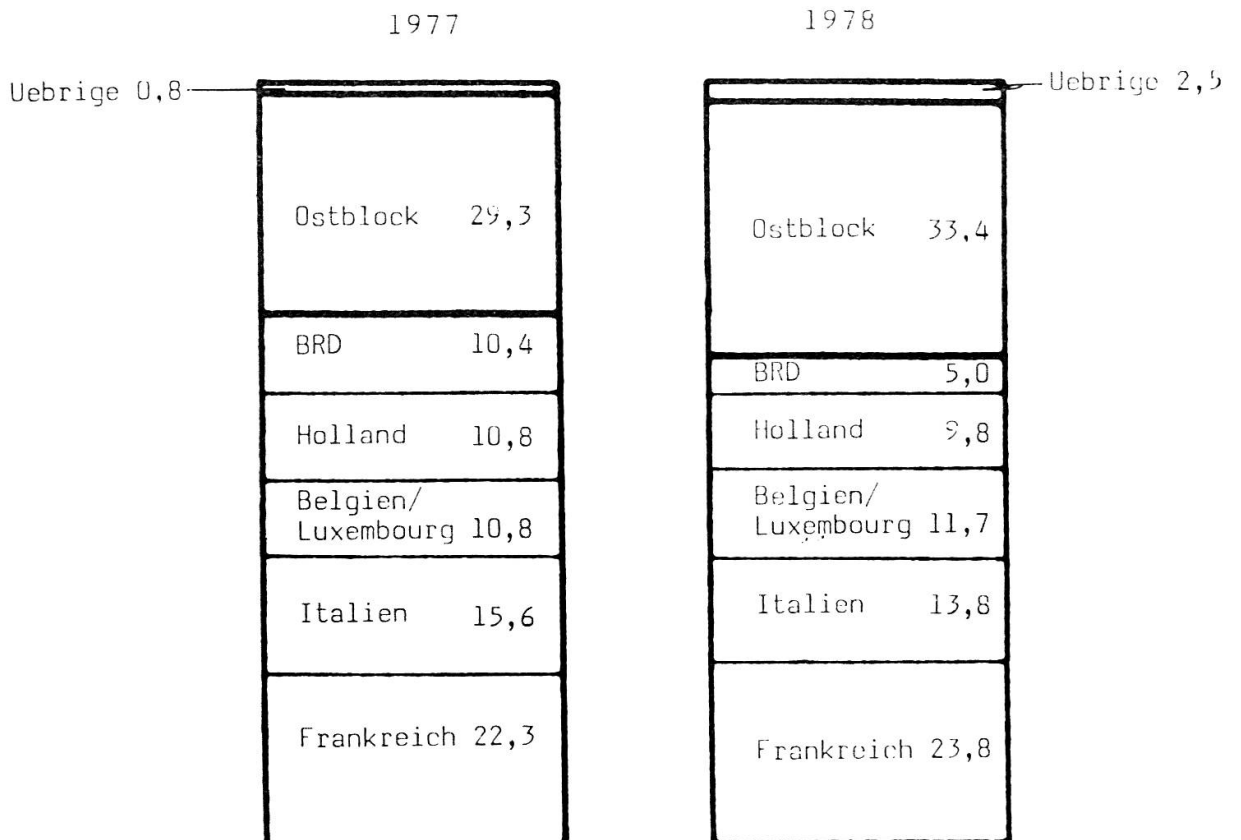 1977
Uebrige 0,8
Ostblock 29,3
BRD 10,4
Holland 10,8
Belgien/
Luxembourg 10,8
Italien 15,6
Frankreich 22,3
1978
Uebrige 2,5
Ostblock 33,4
BRD 5,0
Holland 9,8
Belgien/
Luxembourg 11,7
Italien 13,8
Frankreich 23,8